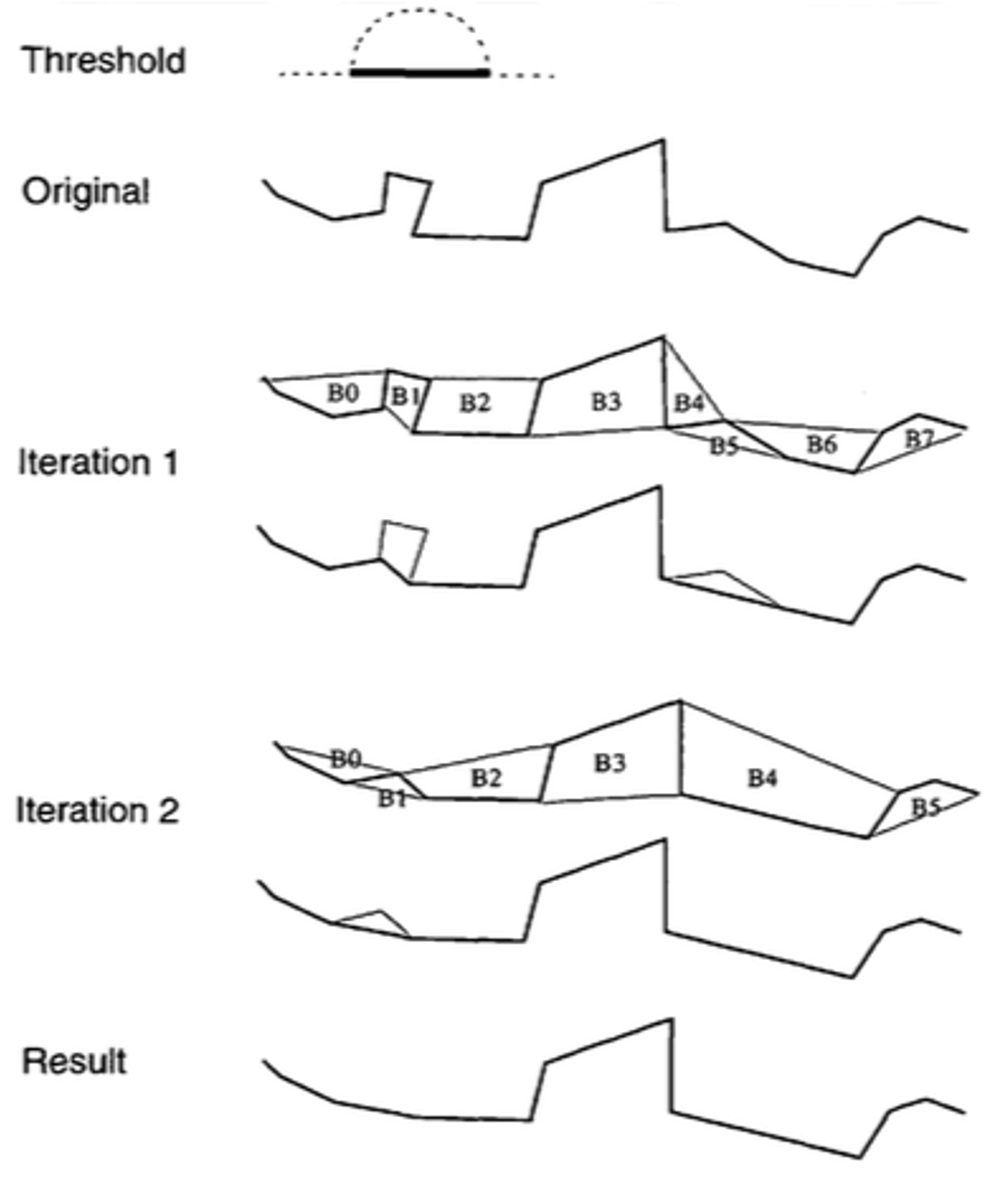 Threshold
Original
B0 B1 B2 B3 B4 B5 B6 B7
Iteration 1
B0 B1 B2 B3 B4 B5
Iteration 2
Result